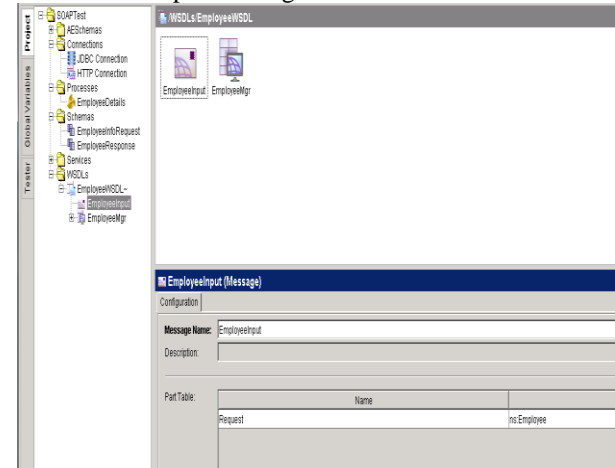 Project
Global Variables
Tester
SOAPTest
AESchemas
Connections
JDBC Connection
HTTP Connection
Processes
EmployeeDetails
Schemas
EmployeeInfoRequest
EmployeeResponse
Services
WSDLs
EmployeeWSDL~
EmployeeInput
EmployeeMgr
/WSDLs/EmployeeWSDL
EmployeeInput EmployeeMgr
EmployeeInput (Message)
Configuration
Message Name: EmployeeInput
Description:
Part Table:
Name
Request ns:Employee